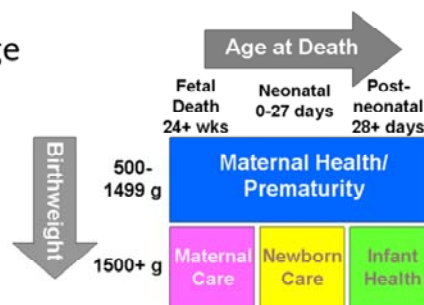 ge
Age at Death
Fetal
Death
24+ wks
Neonatal
0-27 days
Post-
neonatal
28+ days
Birthweight
500-
1499 g
Maternal Health/
Prematurity
1500+ g
Maternal
Care
Newborn
Care
Infant
Health